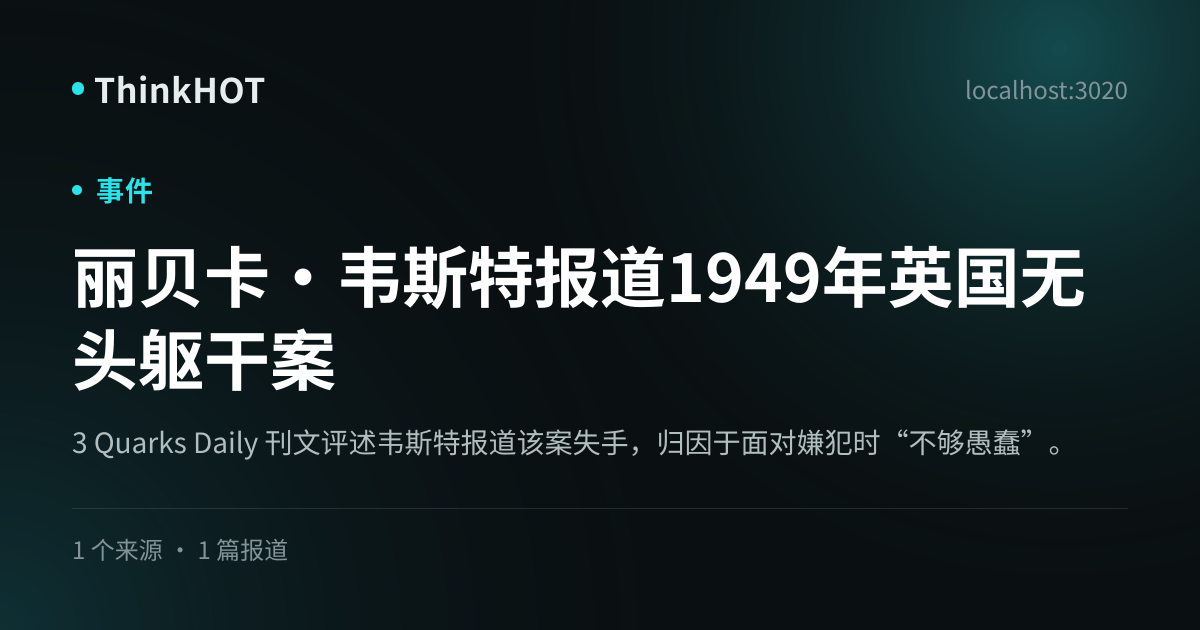 ThinkHOT
localhost:3020
事件
丽贝卡·韦斯特报道1949年英国无
头躯干案
3 Quarks Daily 刊文评述韦斯特报道该案失手，归因于面对嫌犯时“不够愚蠢”。
1 个来源 · 1 篇报道